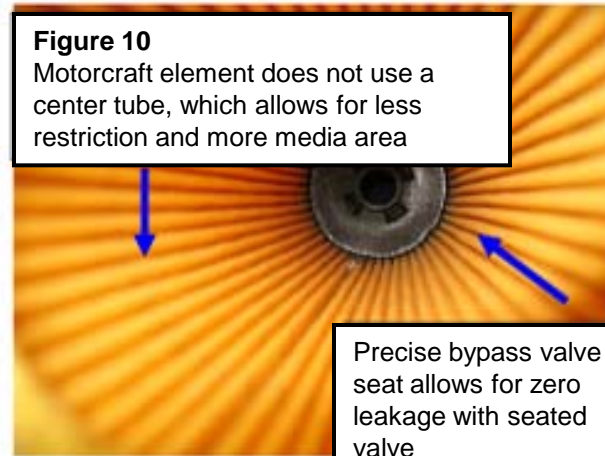 Figure 10
Motorcraft element does not use a
center tube, which allows for less
restriction and more media area
Precise bypass valve
seat allows for zero
leakage with seated
valve